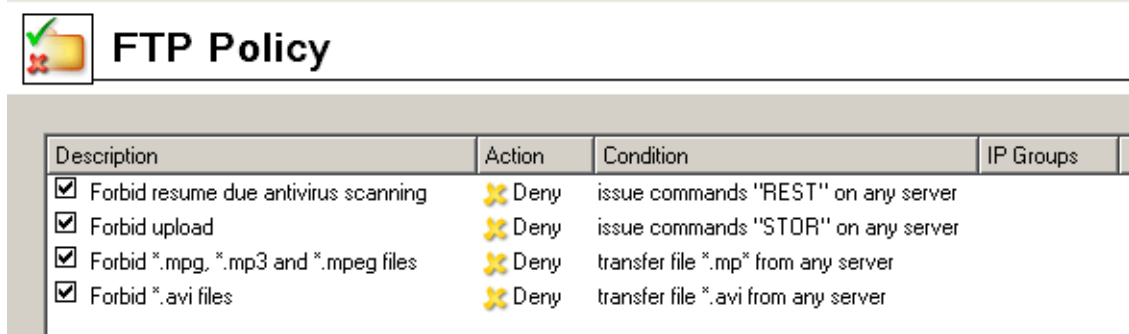 FTP Policy
Description Action Condition IP Groups
Forbid resume due antivirus scanning Deny issue commands "REST" on any server
Forbid upload Deny issue commands "STOR" on any server
Forbid *.mpg, *.mp3 and *.mpeg files Deny transfer file *.mp* from any server
Forbid *.avi files Deny transfer file *.avi from any server